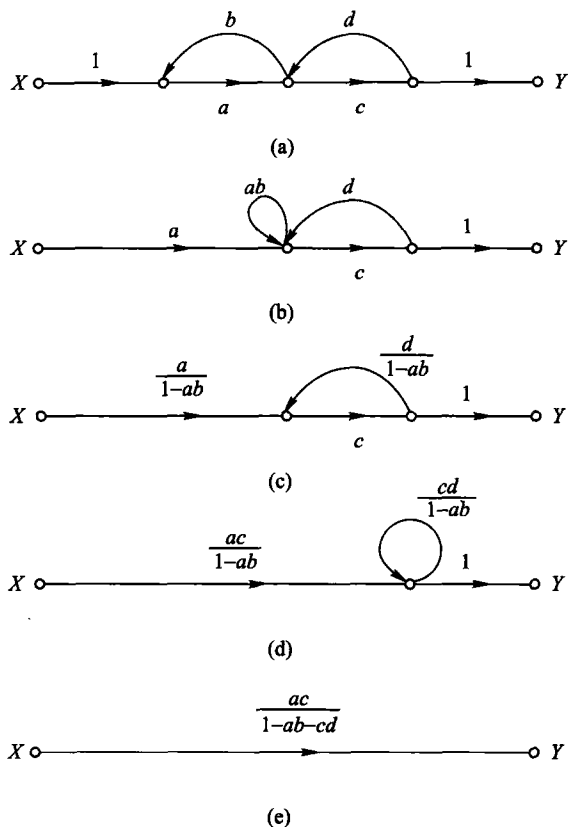 b d
X 1 1 Y
a c
(a)
ab d
X a 1 Y
c
(b)
a/1–ab d/1–ab
X 1 Y
c
(c)
ac/1–ab cd/1–ab
X 1 Y
(d)
ac/1–ab–cd
X Y
(e)